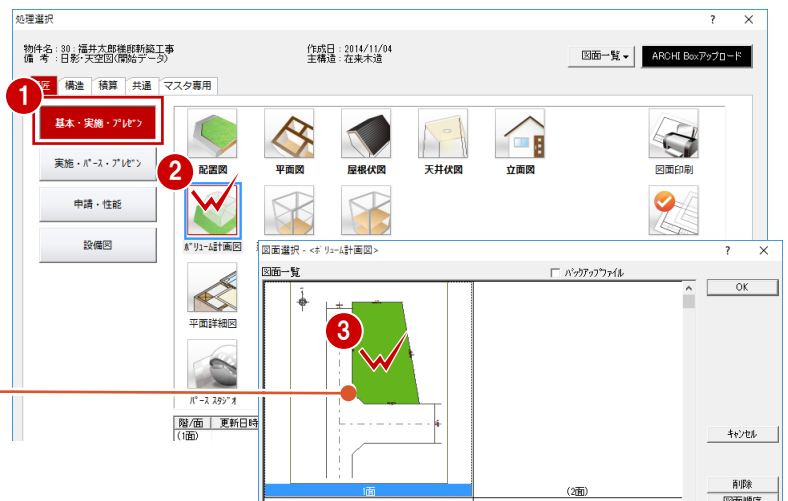 処理選択
? ×
物件名 : 30 : 福井太郎様邸新築工事
備 考 : 日影・天空図(開始データ)
作成日 : 2014/11/04
主構造 : 在来木造
図面一覧
ARCHI Boxアップロード
匠 構造 積算 共通 マスタ専用
1
基本・実施・プレゼン
実施・パース・プレゼン
申請・性能
設備図
配置図 平面図 屋根伏図 天井伏図 立面図 図面印刷
2
ボリューム計画図
平面詳細図
パース スタジオ
階/面 更新日時
(1面)
図面選択 - <ボリューム計画図>
? ×
図面一覧
バックアップファイル
OK
3
キャンセル
削除
図面順序
1面
(2面)